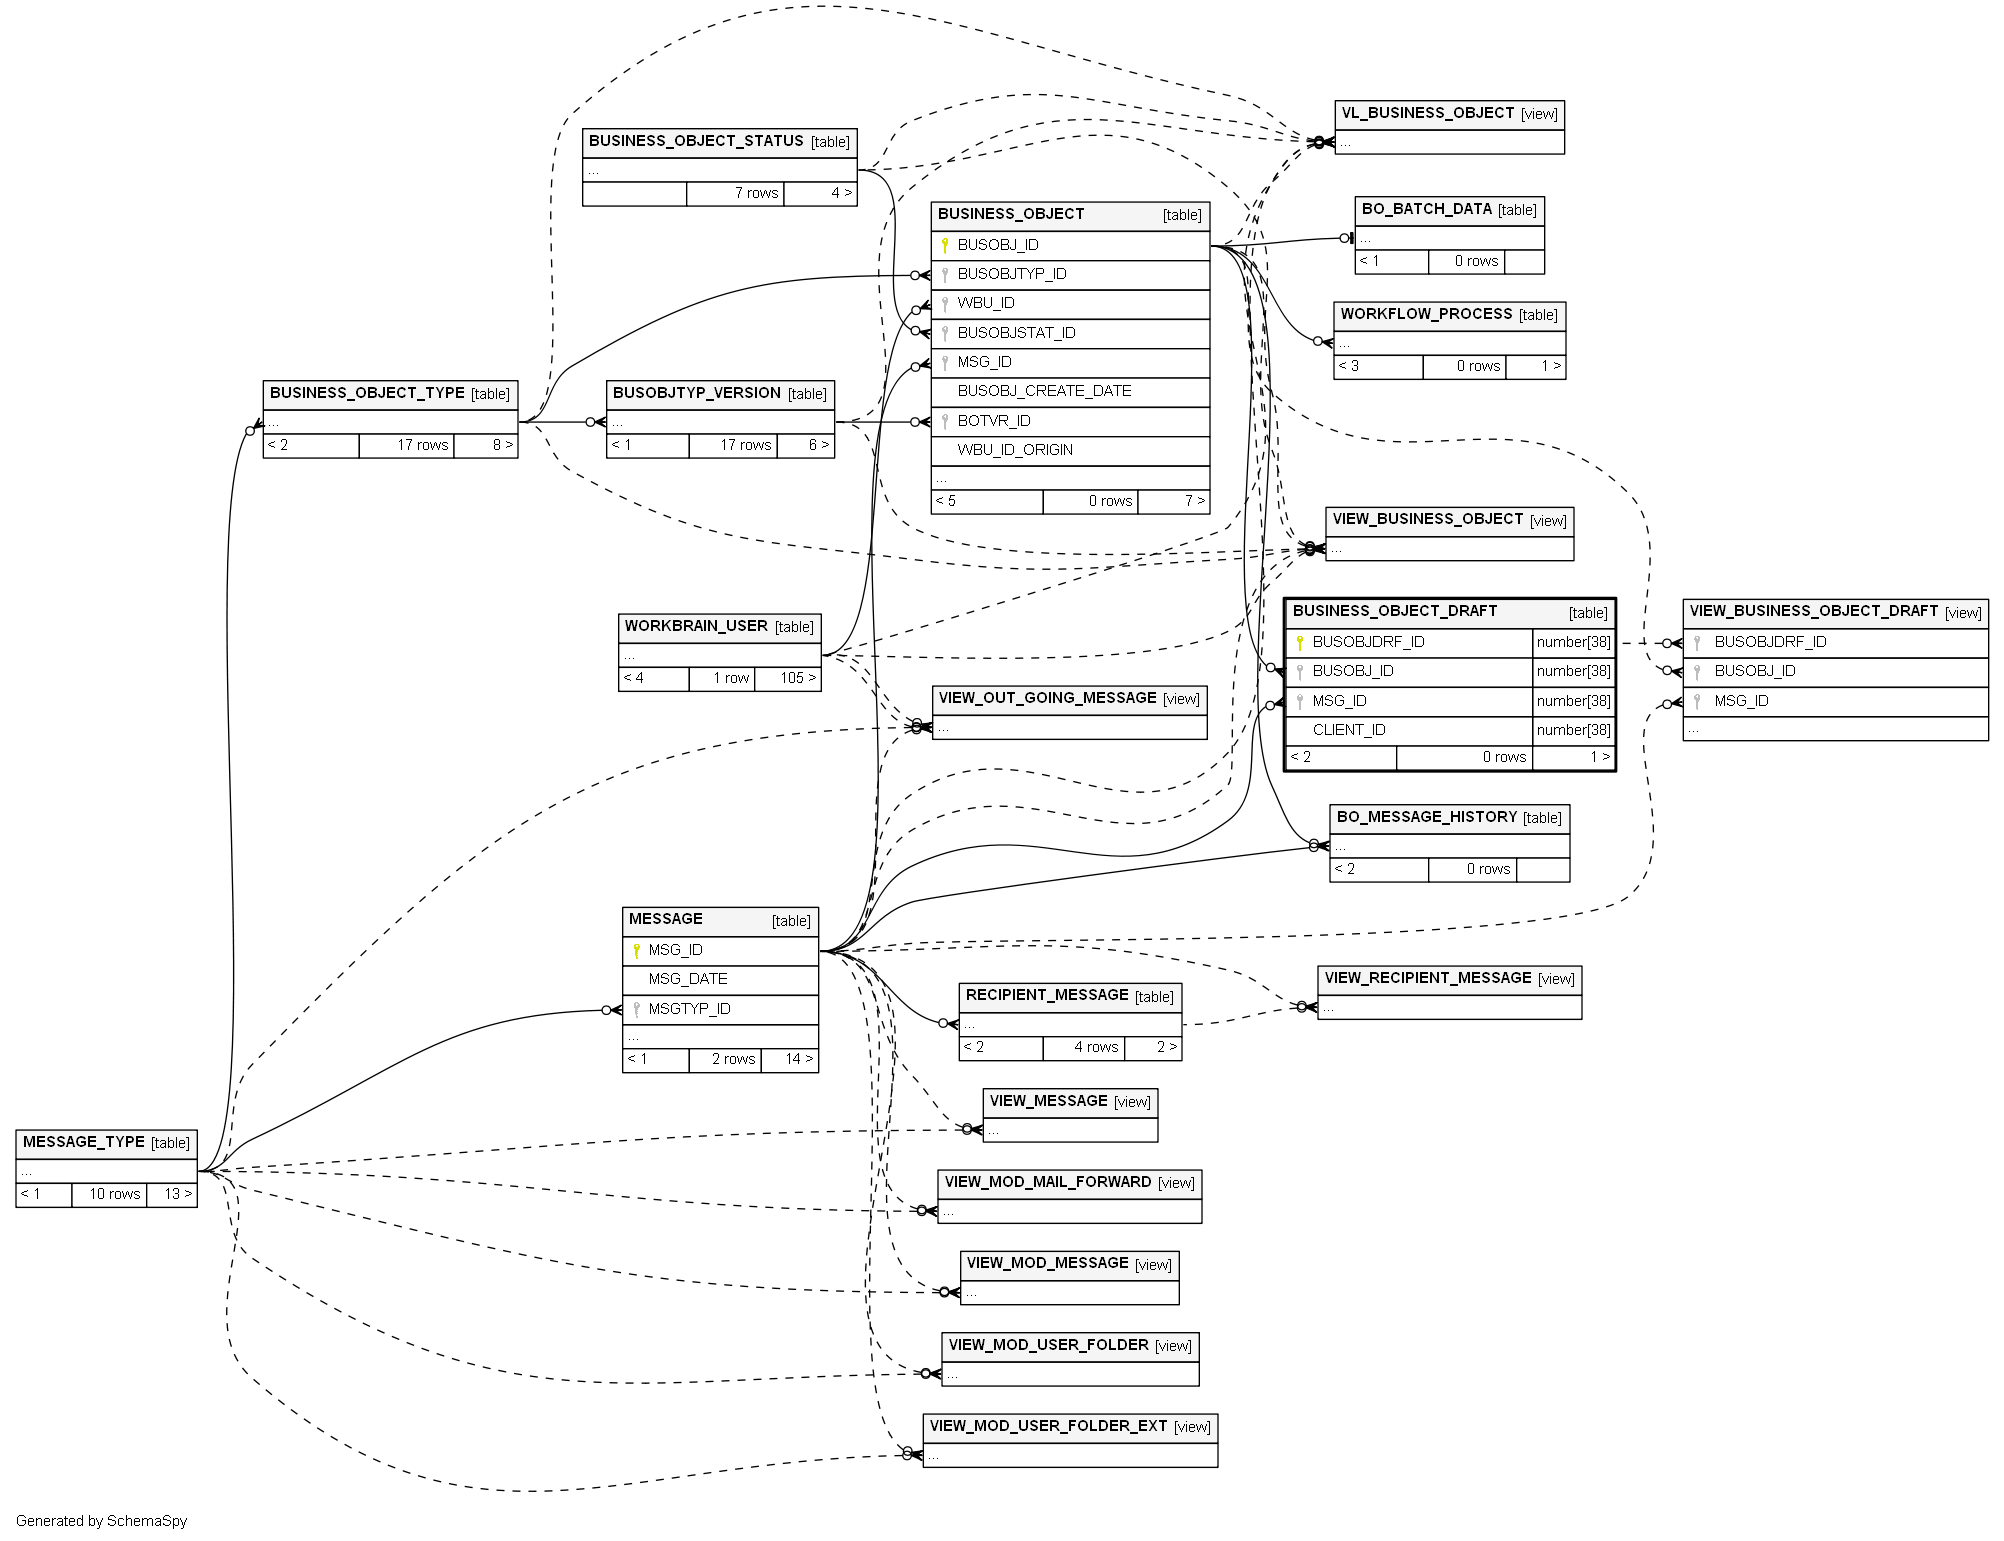 VL_BUSINESS_OBJECT [view]
...
BUSINESS_OBJECT_STATUS [table]
...
7 rows 4 >
BUSINESS_OBJECT [table]
BUSOBJ_ID
BUSOBJTYP_ID
WBU_ID
BUSOBJSTAT_ID
MSG_ID
BUSOBJ_CREATE_DATE
BOTVR_ID
WBU_ID_ORIGIN
...
< 5 0 rows 7 >
BO_BATCH_DATA [table]
...
< 1 0 rows
WORKFLOW_PROCESS [table]
...
< 3 0 rows 1 >
BUSINESS_OBJECT_TYPE [table]
...
< 2 17 rows 8 >
BUSOBJTYP_VERSION [table]
...
< 1 17 rows 6 >
VIEW_BUSINESS_OBJECT [view]
...
BUSINESS_OBJECT_DRAFT [table]
BUSOBJDRF_ID number[38]
BUSOBJ_ID number[38]
MSG_ID number[38]
CLIENT_ID number[38]
< 2 0 rows 1 >
VIEW_BUSINESS_OBJECT_DRAFT [view]
BUSOBJDRF_ID
BUSOBJ_ID
MSG_ID
...
WORKBRAIN_USER [table]
...
< 4 1 row 105 >
VIEW_OUT_GOING_MESSAGE [view]
...
BO_MESSAGE_HISTORY [table]
...
< 2 0 rows
MESSAGE [table]
MSG_ID
MSG_DATE
MSGTYP_ID
...
< 1 2 rows 14 >
VIEW_RECIPIENT_MESSAGE [view]
...
RECIPIENT_MESSAGE [table]
...
< 2 4 rows 2 >
VIEW_MESSAGE [view]
...
MESSAGE_TYPE [table]
...
< 1 10 rows 13 >
VIEW_MOD_MAIL_FORWARD [view]
...
VIEW_MOD_MESSAGE [view]
...
VIEW_MOD_USER_FOLDER [view]
...
VIEW_MOD_USER_FOLDER_EXT [view]
...
Generated by SchemaSpy